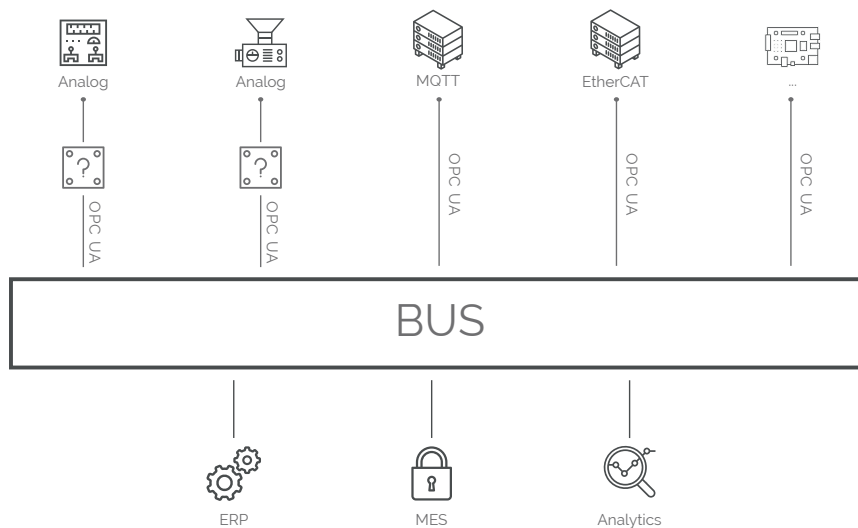 Analog
Analog
MQTT
EtherCAT
...
?
?
OPC UA
OPC UA
OPC UA
OPC UA
OPC UA
BUS
ERP
MES
Analytics